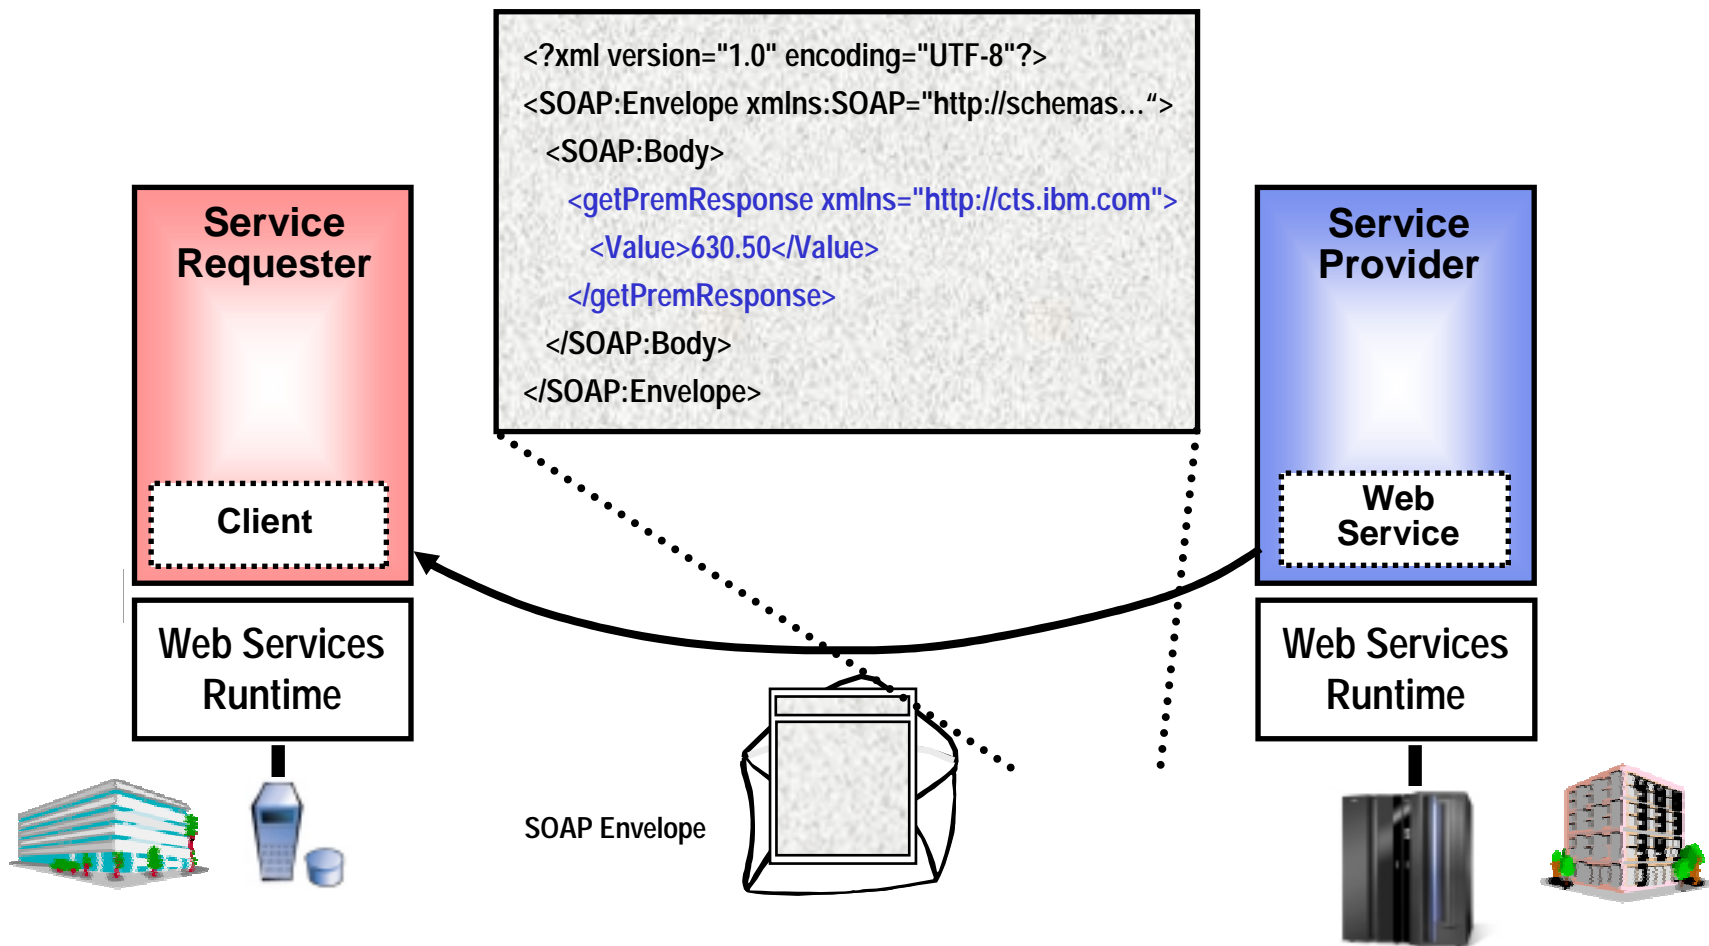 <?xml version="1.0" encoding="UTF-8"?>
<SOAP:Envelope xmlns:SOAP="http://schemas…“>
<SOAP:Body>
<getPremResponse xmlns="http://cts.ibm.com">
<Value>630.50</Value>
</getPremResponse>
</SOAP:Body>
</SOAP:Envelope>
Service
Requester
Client
Web Services
Runtime
Service
Provider
Web
Service
Web Services
Runtime
SOAP Envelope